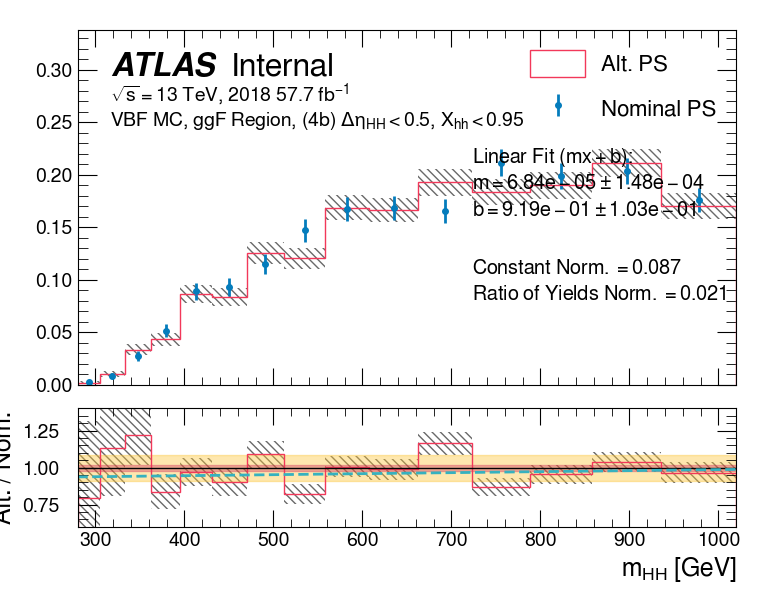 ATLAS Internal
√s = 13 TeV, 2018 57.7 fb⁻¹
VBF MC, ggF Region, (4b) Δη_HH < 0.5, X_hh < 0.95
Alt. PS
Nominal PS
Linear Fit (mx + b):
m = 6.84e − 05 ± 1.48e − 04
b = 9.19e − 01 ± 1.03e − 01
Constant Norm. = 0.087
Ratio of Yields Norm. = 0.021
0.30
0.25
0.20
0.15
0.10
0.05
0.00
Alt. / Nom.
1.25
1.00
0.75
300 400 500 600 700 800 900 1000
m_HH [GeV]